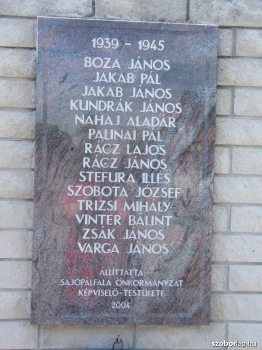 1939 - 1945
BOZA JÁNOS
JAKAB PÁL
JAKAB JÁNOS
KUNDRÁK JÁNOS
NAHAJ ALADÁR
PALINAI PÁL
RÁCZ LAJOS
RÁCZ JÁNOS
STEFURA ILLÉS
SZOBOTA JÓZSEF
TRIZSI MIHÁLY
VINTER BÁLINT
ZSÁK JÁNOS
VARGA JÁNOS
ÁLLÍTTATTA:
SAJÓPÁLFALA ÖNKORMÁNYZAT
KÉPVISELŐ-TESTÜLETE
2004
szoborlap.hu